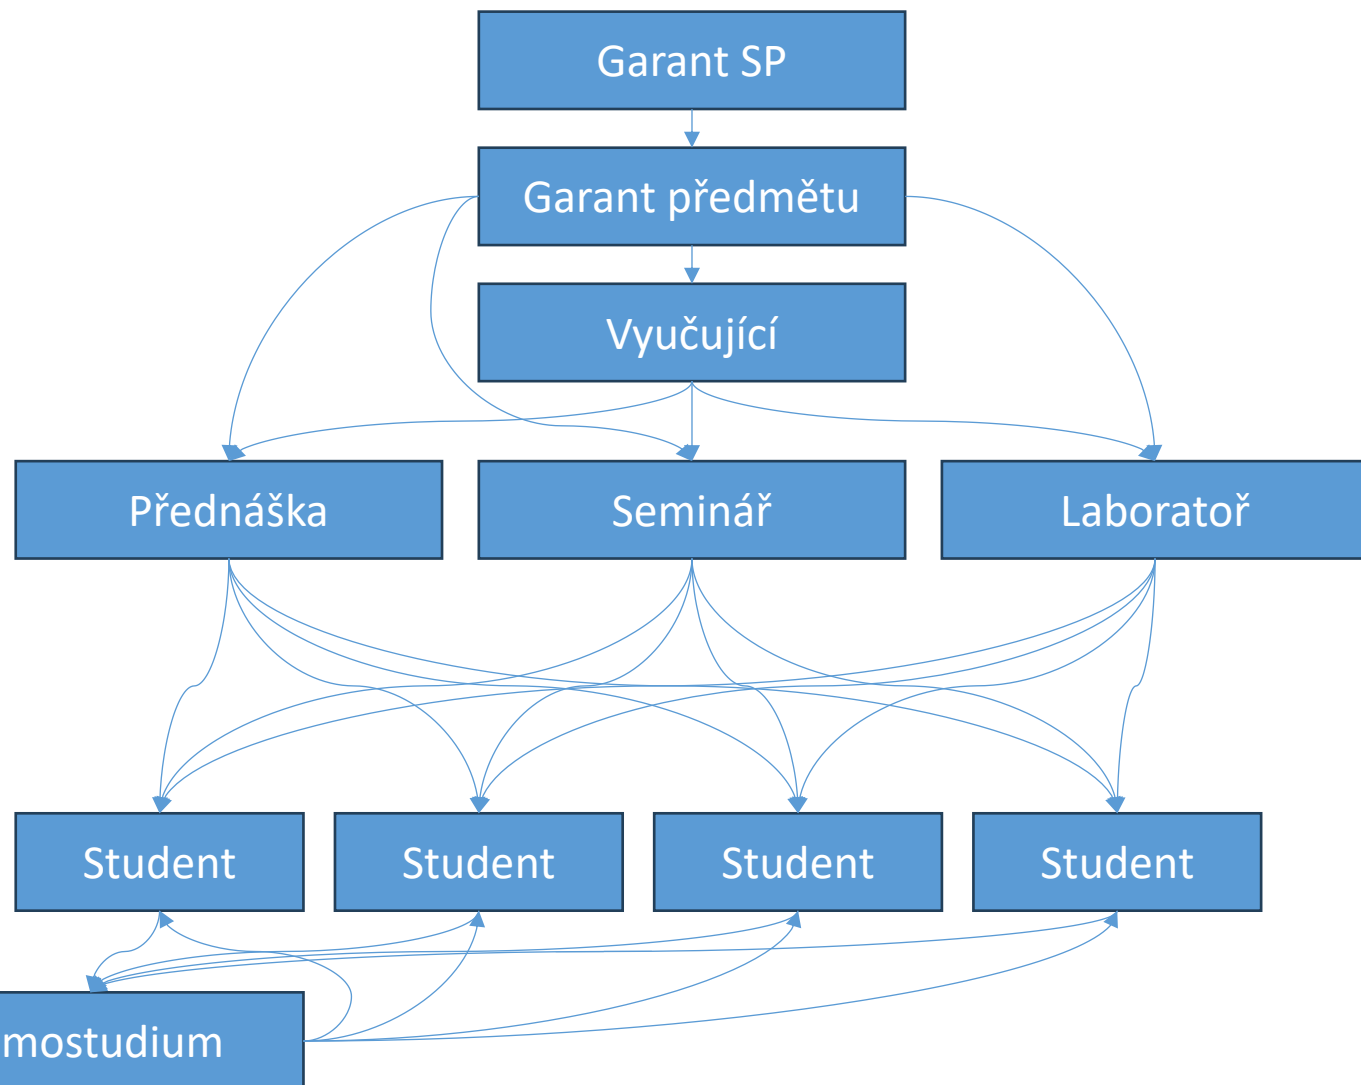 Garant SP
Garant předmětu
Vyučující
Přednáška
Seminář
Laboratoř
Student
Student
Student
Student
mostudium